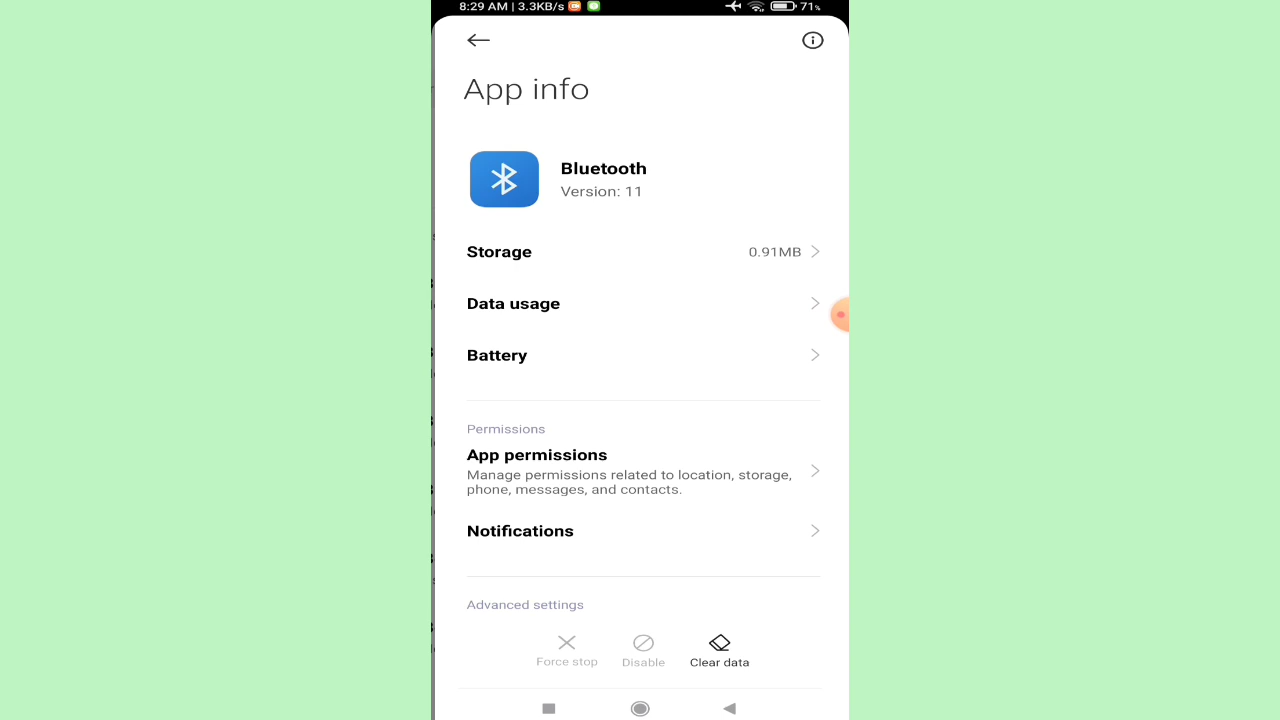 8:29 AM | 3.3KB/s
71%
App info
Bluetooth
Version: 11
Storage
0.91MB
Data usage
Battery
Permissions
App permissions
Manage permissions related to location, storage,
phone, messages, and contacts.
Notifications
Advanced settings
Force stop
Disable
Clear data